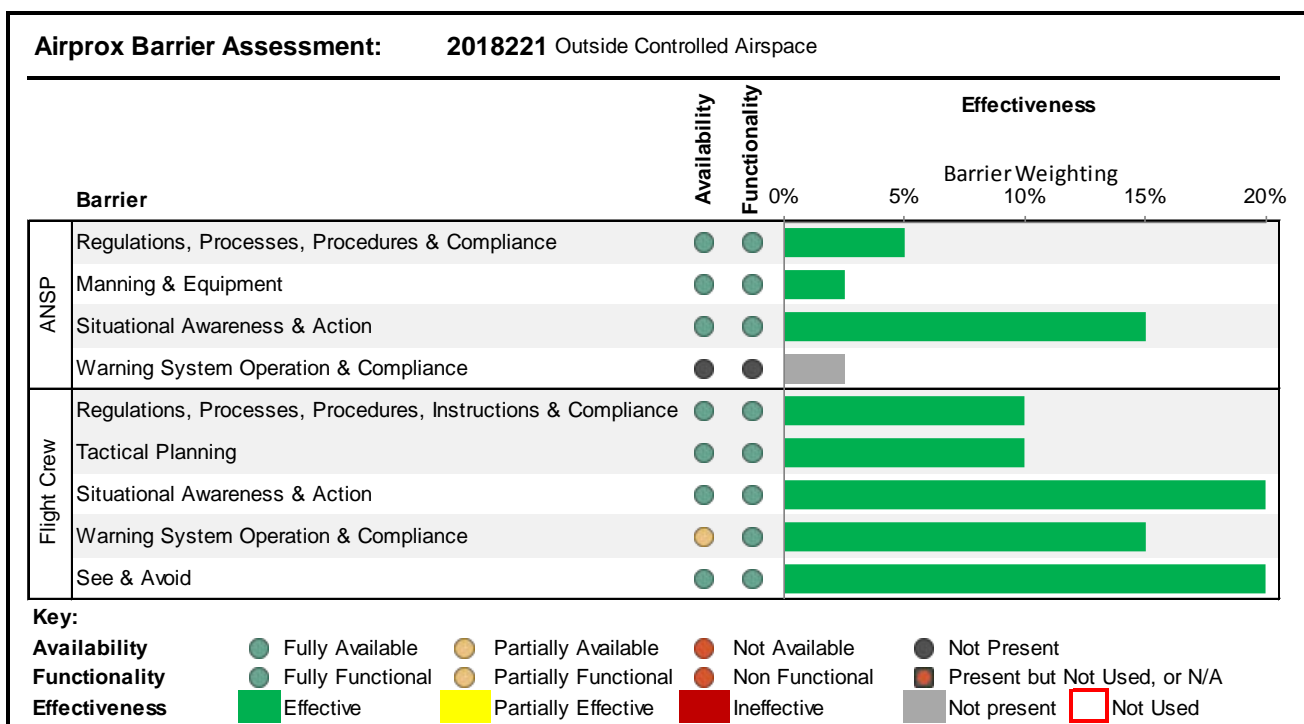 Airprox Barrier Assessment: 2018221 Outside Controlled Airspace
Barrier Availability Functionality Effectiveness
Barrier Weighting
0% 5% 10% 15% 20%
ANSP
Regulations, Processes, Procedures & Compliance
Manning & Equipment
Situational Awareness & Action
Warning System Operation & Compliance
Flight Crew
Regulations, Processes, Procedures, Instructions & Compliance
Tactical Planning
Situational Awareness & Action
Warning System Operation & Compliance
See & Avoid
Key:
Availability Fully Available Partially Available Not Available Not Present
Functionality Fully Functional Partially Functional Non Functional Present but Not Used, or N/A
Effectiveness Effective Partially Effective Ineffective Not present Not Used